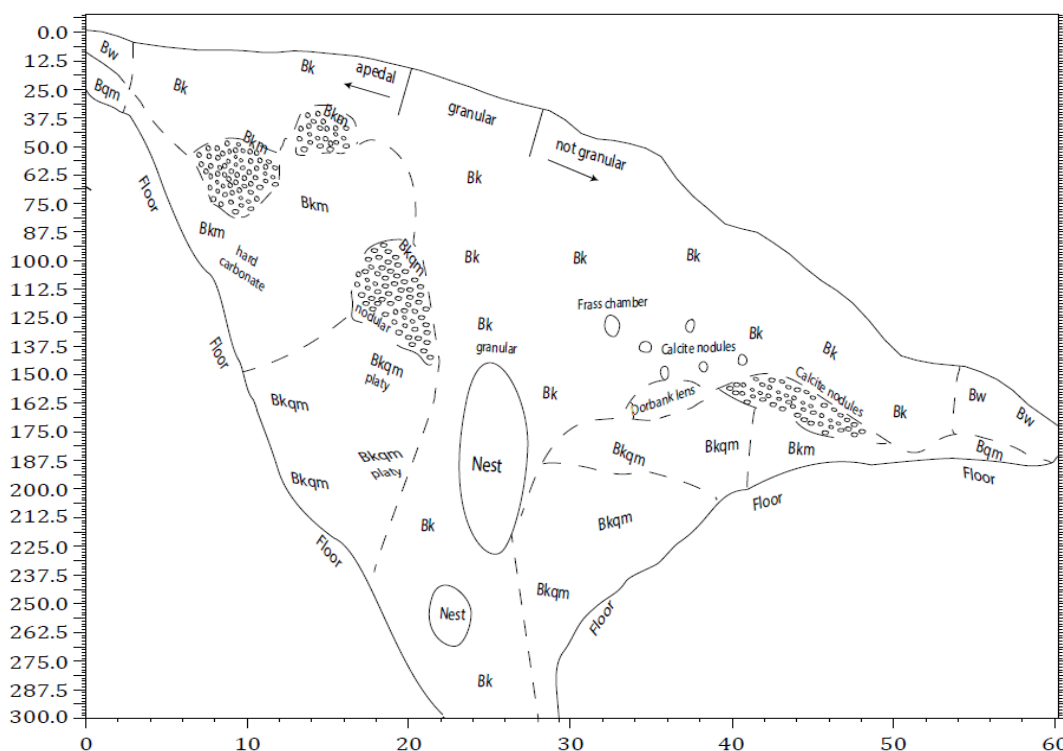 0.0
12.5
25.0
37.5
50.0
62.5
75.0
87.5
100.0
112.5
125.0
137.5
150.0
162.5
175.0
187.5
200.0
212.5
225.0
237.5
250.0
262.5
275.0
287.5
300.0
Bw
Bqm
Bk
Bk
apedal
granular
not granular
Bkm
Bkm
Bk
Floor
Bkm
Bkm
hard
carbonate
Bkqm
nodular
Bk
Bk
Bk
Frass chamber
Bk
granular
Calcite nodules
Bk
Bk
Floor
Bkqm
platy
Bkqm
Bk
Dorbank lens
Calcite nodules
Bk
Bw
Bw
Bkqm
platy
Nest
Bkqm
Bkqm
Bkm
Bqm
Bkqm
Floor
Floor
Bk
Bkqm
Floor
Bkqm
Nest
Floor
Bk
0
10
20
30
40
50
60